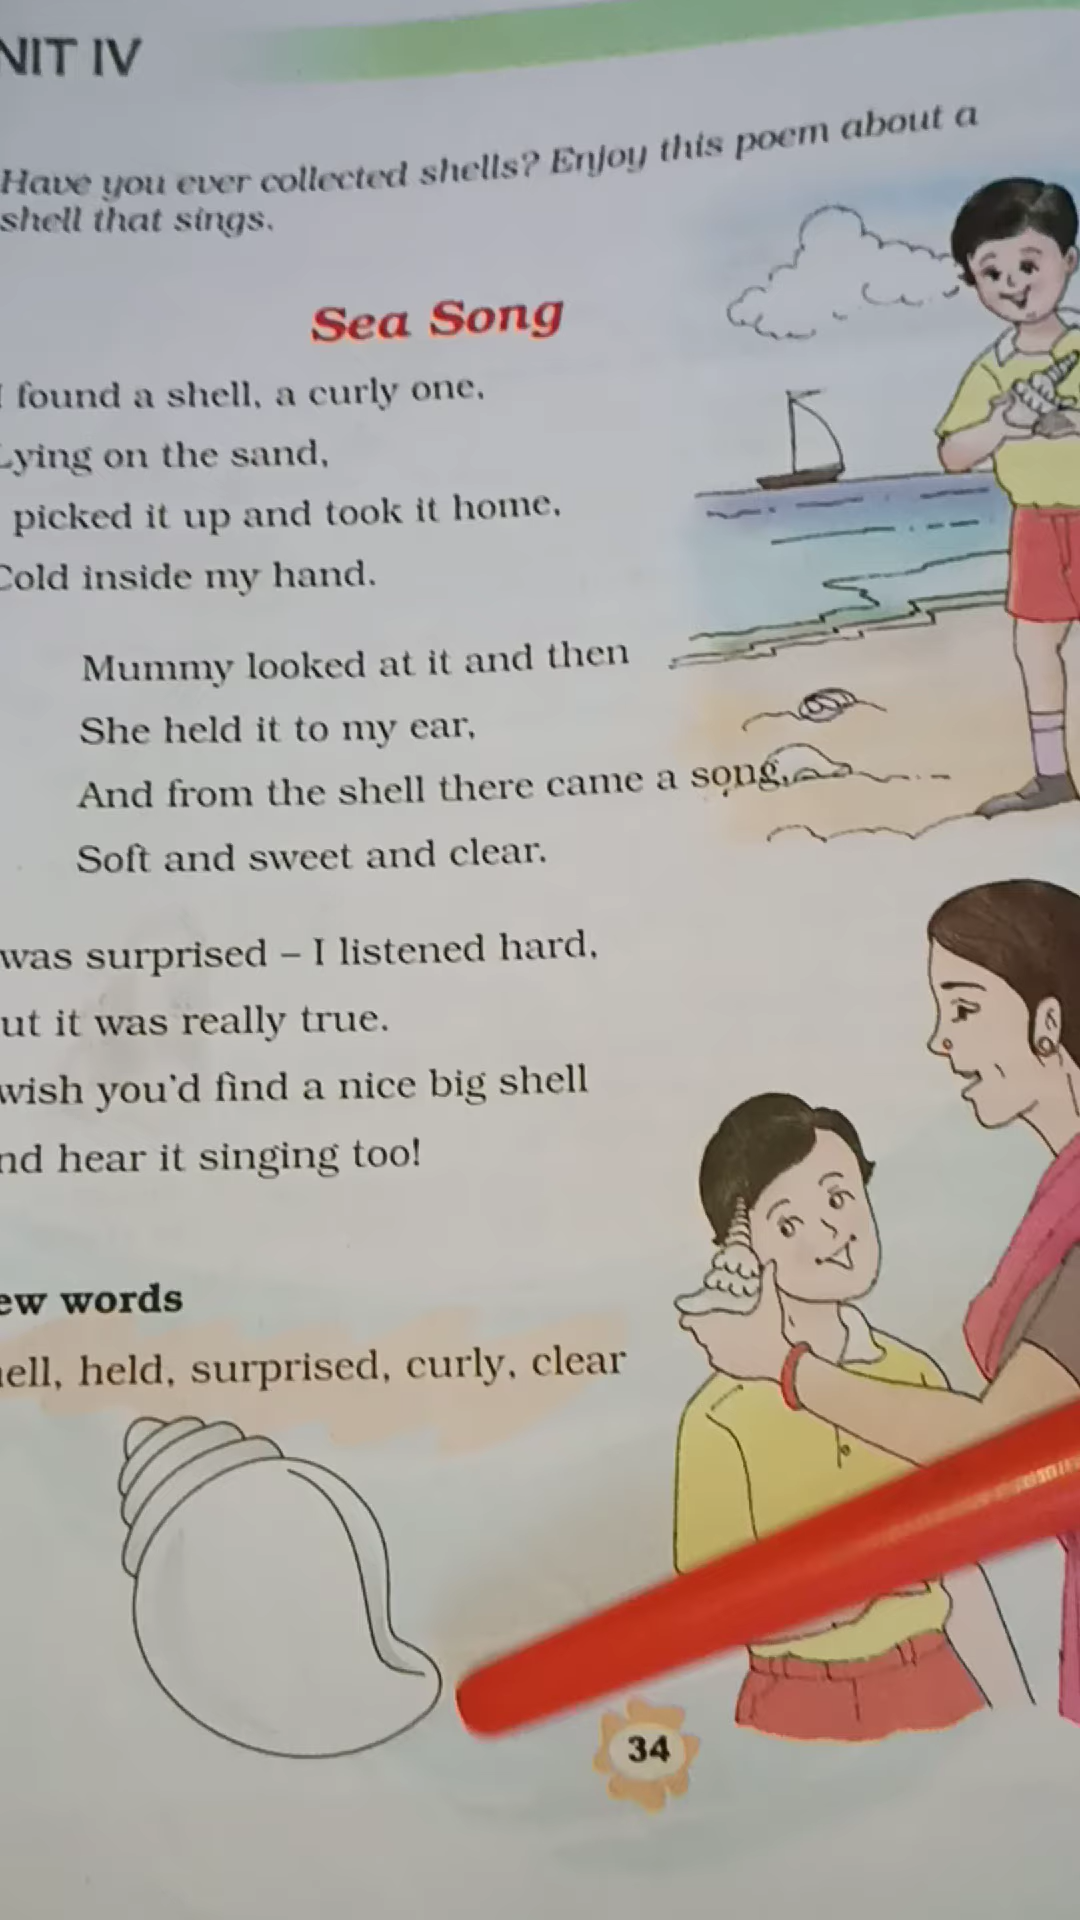 NIT IV
Have you ever collected shells? Enjoy this poem about a
shell that sings.
Sea Song
I found a shell, a curly one,
Lying on the sand,
picked it up and took it home,
Cold inside my hand.
Mummy looked at it and then
She held it to my ear,
And from the shell there came a song,
Soft and sweet and clear.
was surprised – I listened hard,
ut it was really true.
wish you'd find a nice big shell
nd hear it singing too!
ew words
ell, held, surprised, curly, clear
34